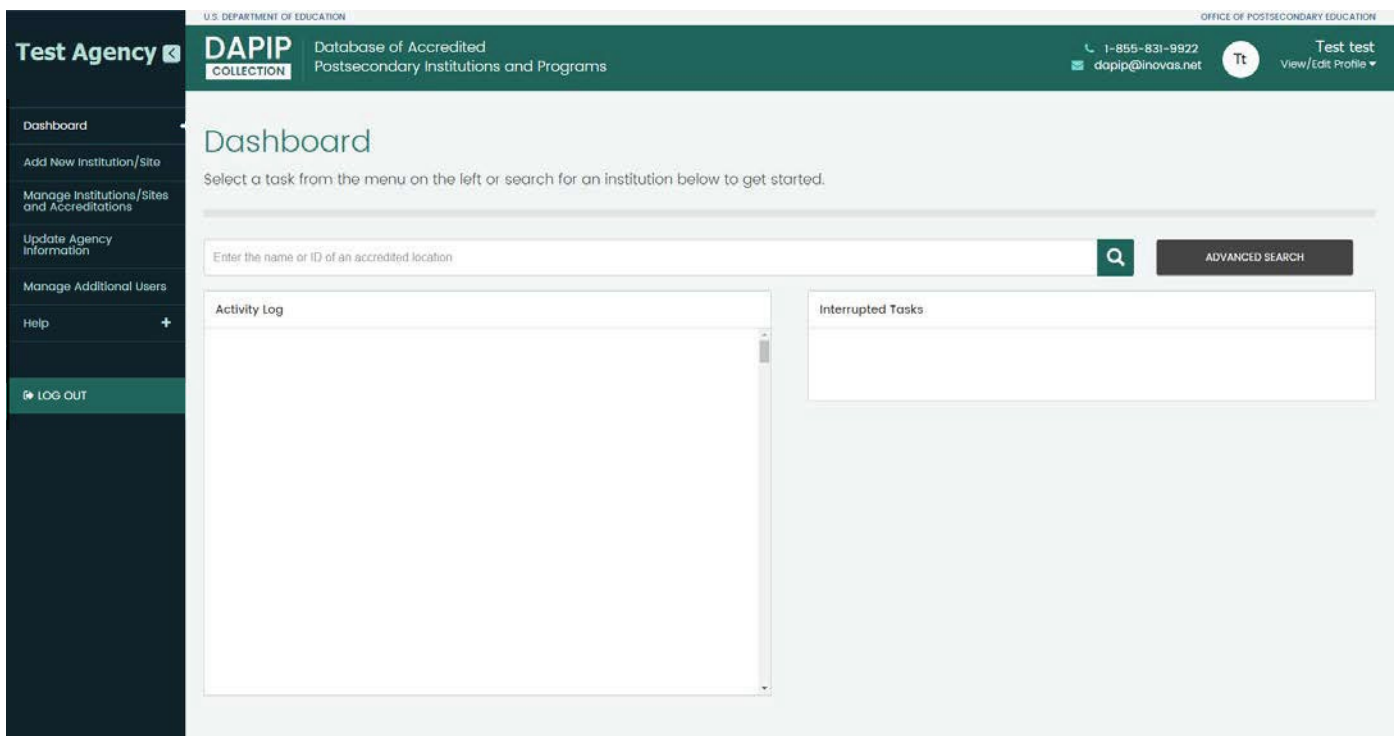 U.S. DEPARTMENT OF EDUCATION
OFFICE OF POSTSECONDARY EDUCATION
Test Agency
DAPIP
COLLECTION
Database of Accredited
Postsecondary Institutions and Programs
1-855-831-9922
dapip@inovas.net
Tt
Test test
View/Edit Profile
Dashboard
Add New Institution/Site
Manage Institutions/Sites
and Accreditations
Update Agency
Information
Manage Additional Users
Help +
LOG OUT
Dashboard
Select a task from the menu on the left or search for an institution below to get started.
Enter the name or ID of an accredited location
ADVANCED SEARCH
Activity Log
Interrupted Tasks